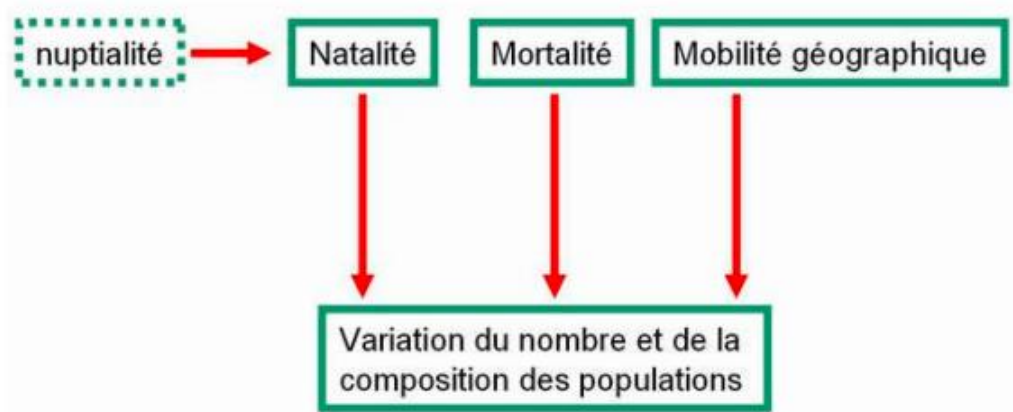 nuptialité
Natalité
Mortalité
Mobilité géographique
Variation du nombre et de la
composition des populations